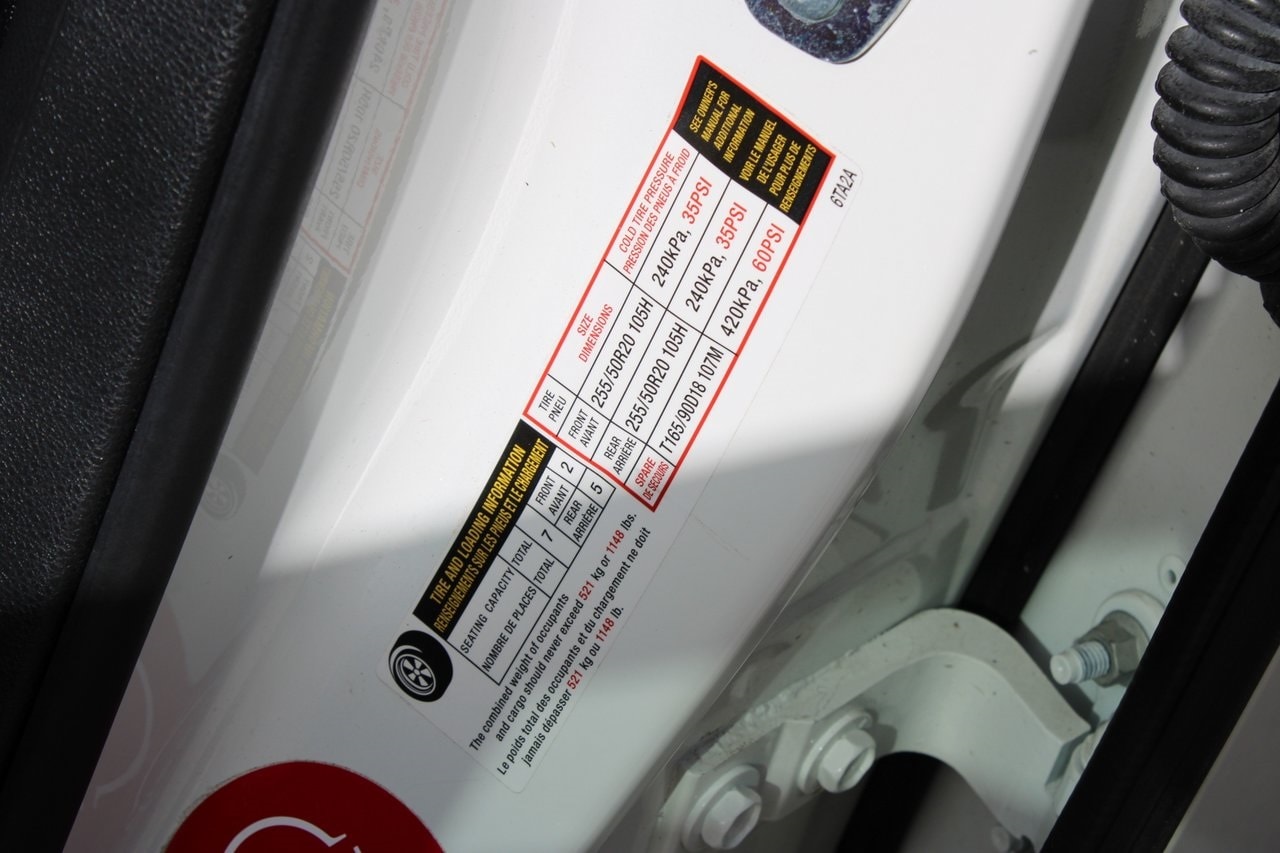 TIRE AND LOADING INFORMATION
RENSEIGNEMENTS SUR LES PNEUS ET LE CHARGEMENT
SEATING CAPACITY
NOMBRE DE PLACES
TOTAL
TOTAL
7
FRONT
AVANT
2
REAR
ARRIÈRE
5
The combined weight of occupants
and cargo should never exceed 521 kg or 1148 lbs.
Le poids total des occupants et du chargement ne doit
jamais dépasser 521 kg ou 1148 lb.
TIRE
PNEU
SIZE
DIMENSIONS
COLD TIRE PRESSURE
PRESSION DES PNEUS À FROID
FRONT
AVANT
255/50R20 105H
240kPa, 35PSI
REAR
ARRIÈRE
255/50R20 105H
240kPa, 35PSI
SPARE
DE SECOURS
T165/90D18 107M
420kPa, 60PSI
SEE OWNER'S
MANUAL FOR
ADDITIONAL
INFORMATION
VOIR LE MANUEL
DE L'USAGER
POUR PLUS DE
RENSEIGNEMENTS
6TA2A